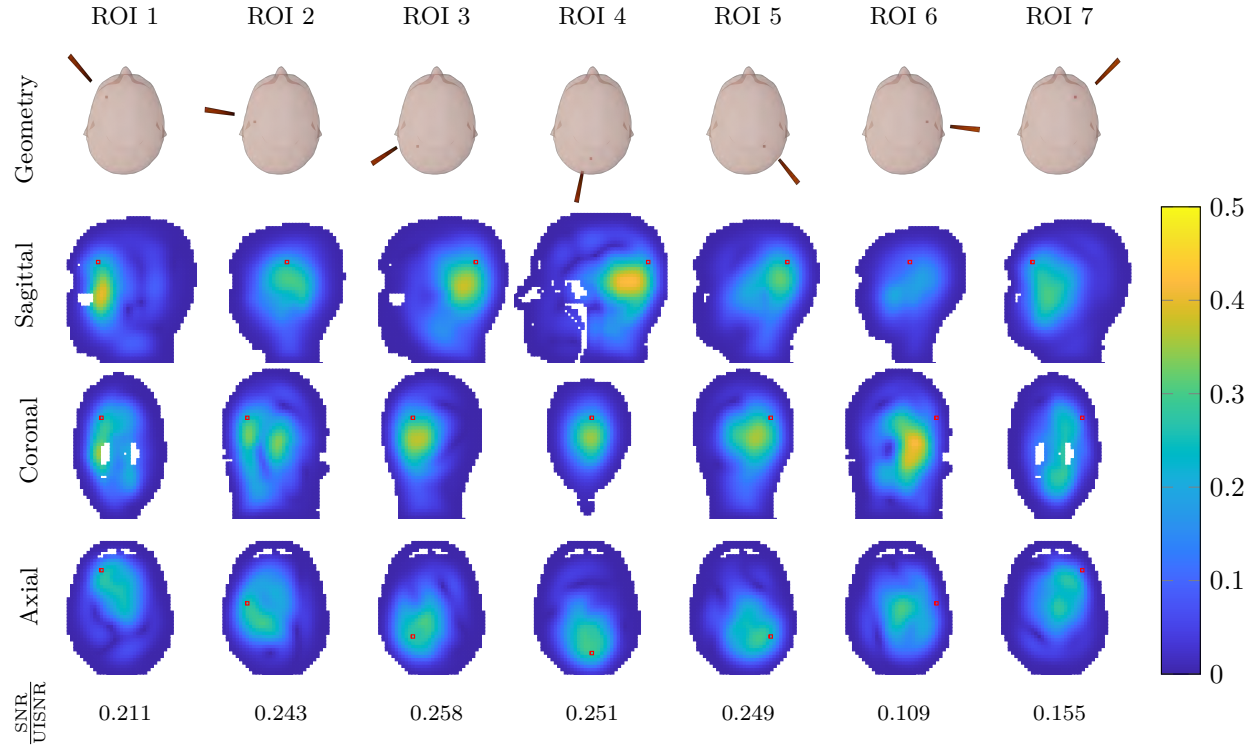 ROI 1 ROI 2 ROI 3 ROI 4 ROI 5 ROI 6 ROI 7
Geometry
Sagittal
Coronal
Axial
0.5
0.4
0.3
0.2
0.1
0
SNR
UISNR
0.211 0.243 0.258 0.251 0.249 0.109 0.155